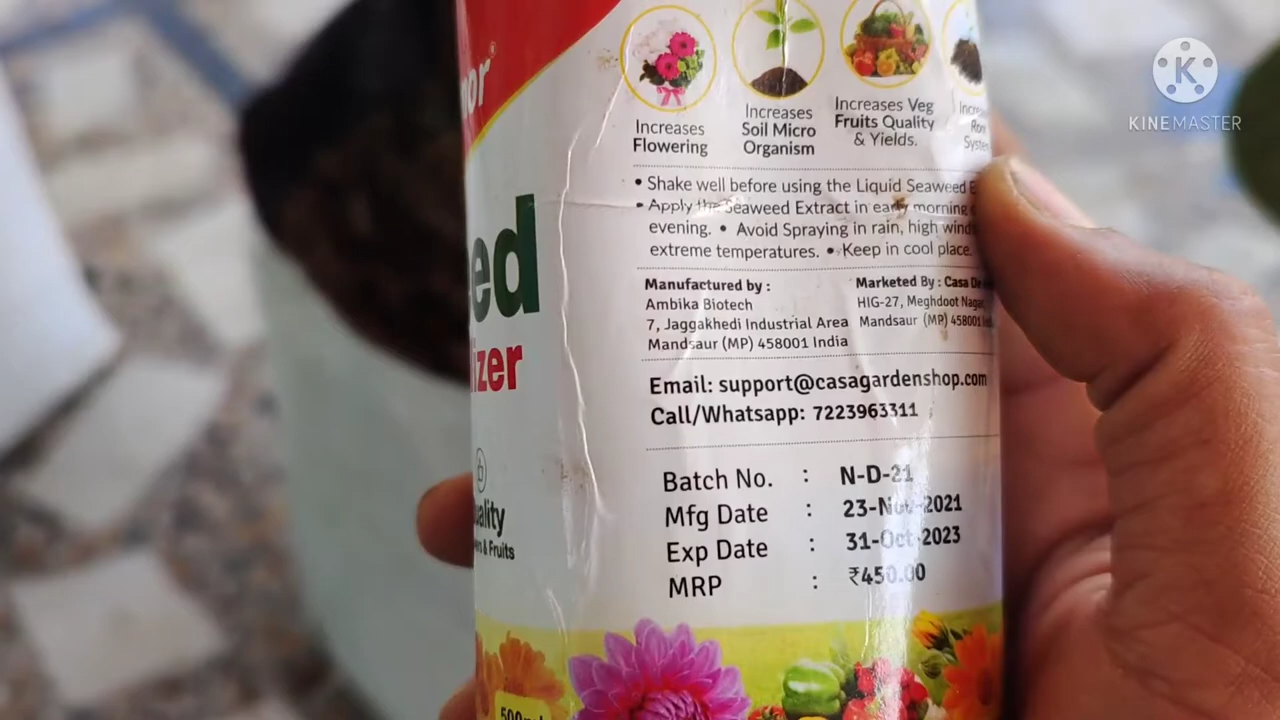 KINEMASTER
Increases
Flowering
Increases
Soil Micro
Organism
Increases Veg
Fruits Quality
& Yields.
• Shake well before using the Liquid Seaweed
• Apply the Seaweed Extract in early morning
evening. • Avoid Spraying in rain, high wind
extreme temperatures. • Keep in cool place.
Manufactured by :
Ambika Biotech
7, Jaggakhedi Industrial Area
Mandsaur (MP) 458001 India
Marketed By : Casa De
HIG-27, Meghdoot Nagar,
Mandsaur (MP) 458001
Email: support@casagardenshop.com
Call/Whatsapp: 7223963311
Batch No. : N-D-21
Mfg Date : 23-Nov-2021
Exp Date : 31-Oct-2023
MRP : ₹450.00
ed
izer
uality
& Fruits